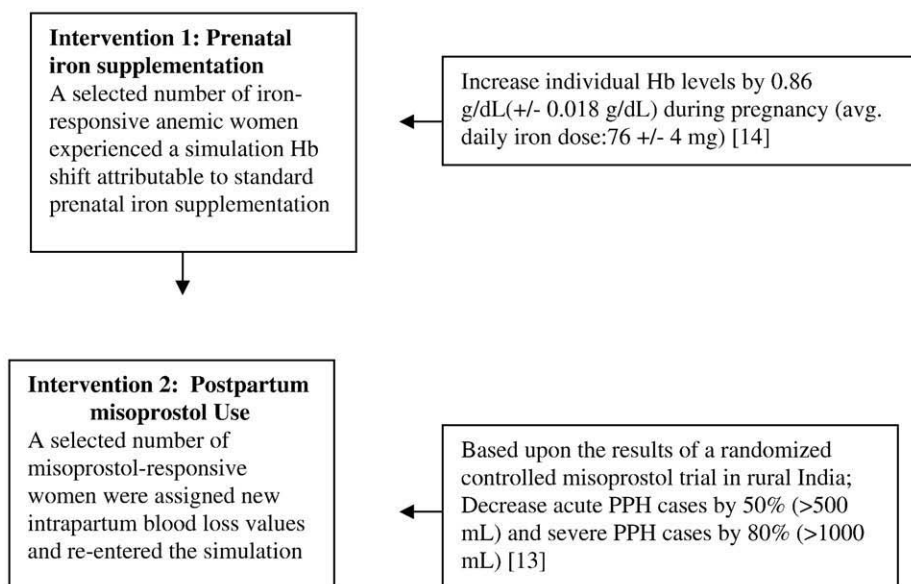 Intervention 1: Prenatal
iron supplementation
A selected number of iron-
responsive anemic women
experienced a simulation Hb
shift attributable to standard
prenatal iron supplementation
Increase individual Hb levels by 0.86
g/dL(+/- 0.018 g/dL) during pregnancy (avg.
daily iron dose:76 +/- 4 mg) [14]
Intervention 2: Postpartum
misoprostol Use
A selected number of
misoprostol-responsive
women were assigned new
intrapartum blood loss values
and re-entered the simulation
Based upon the results of a randomized
controlled misoprostol trial in rural India;
Decrease acute PPH cases by 50% (>500
mL) and severe PPH cases by 80% (>1000
mL) [13]